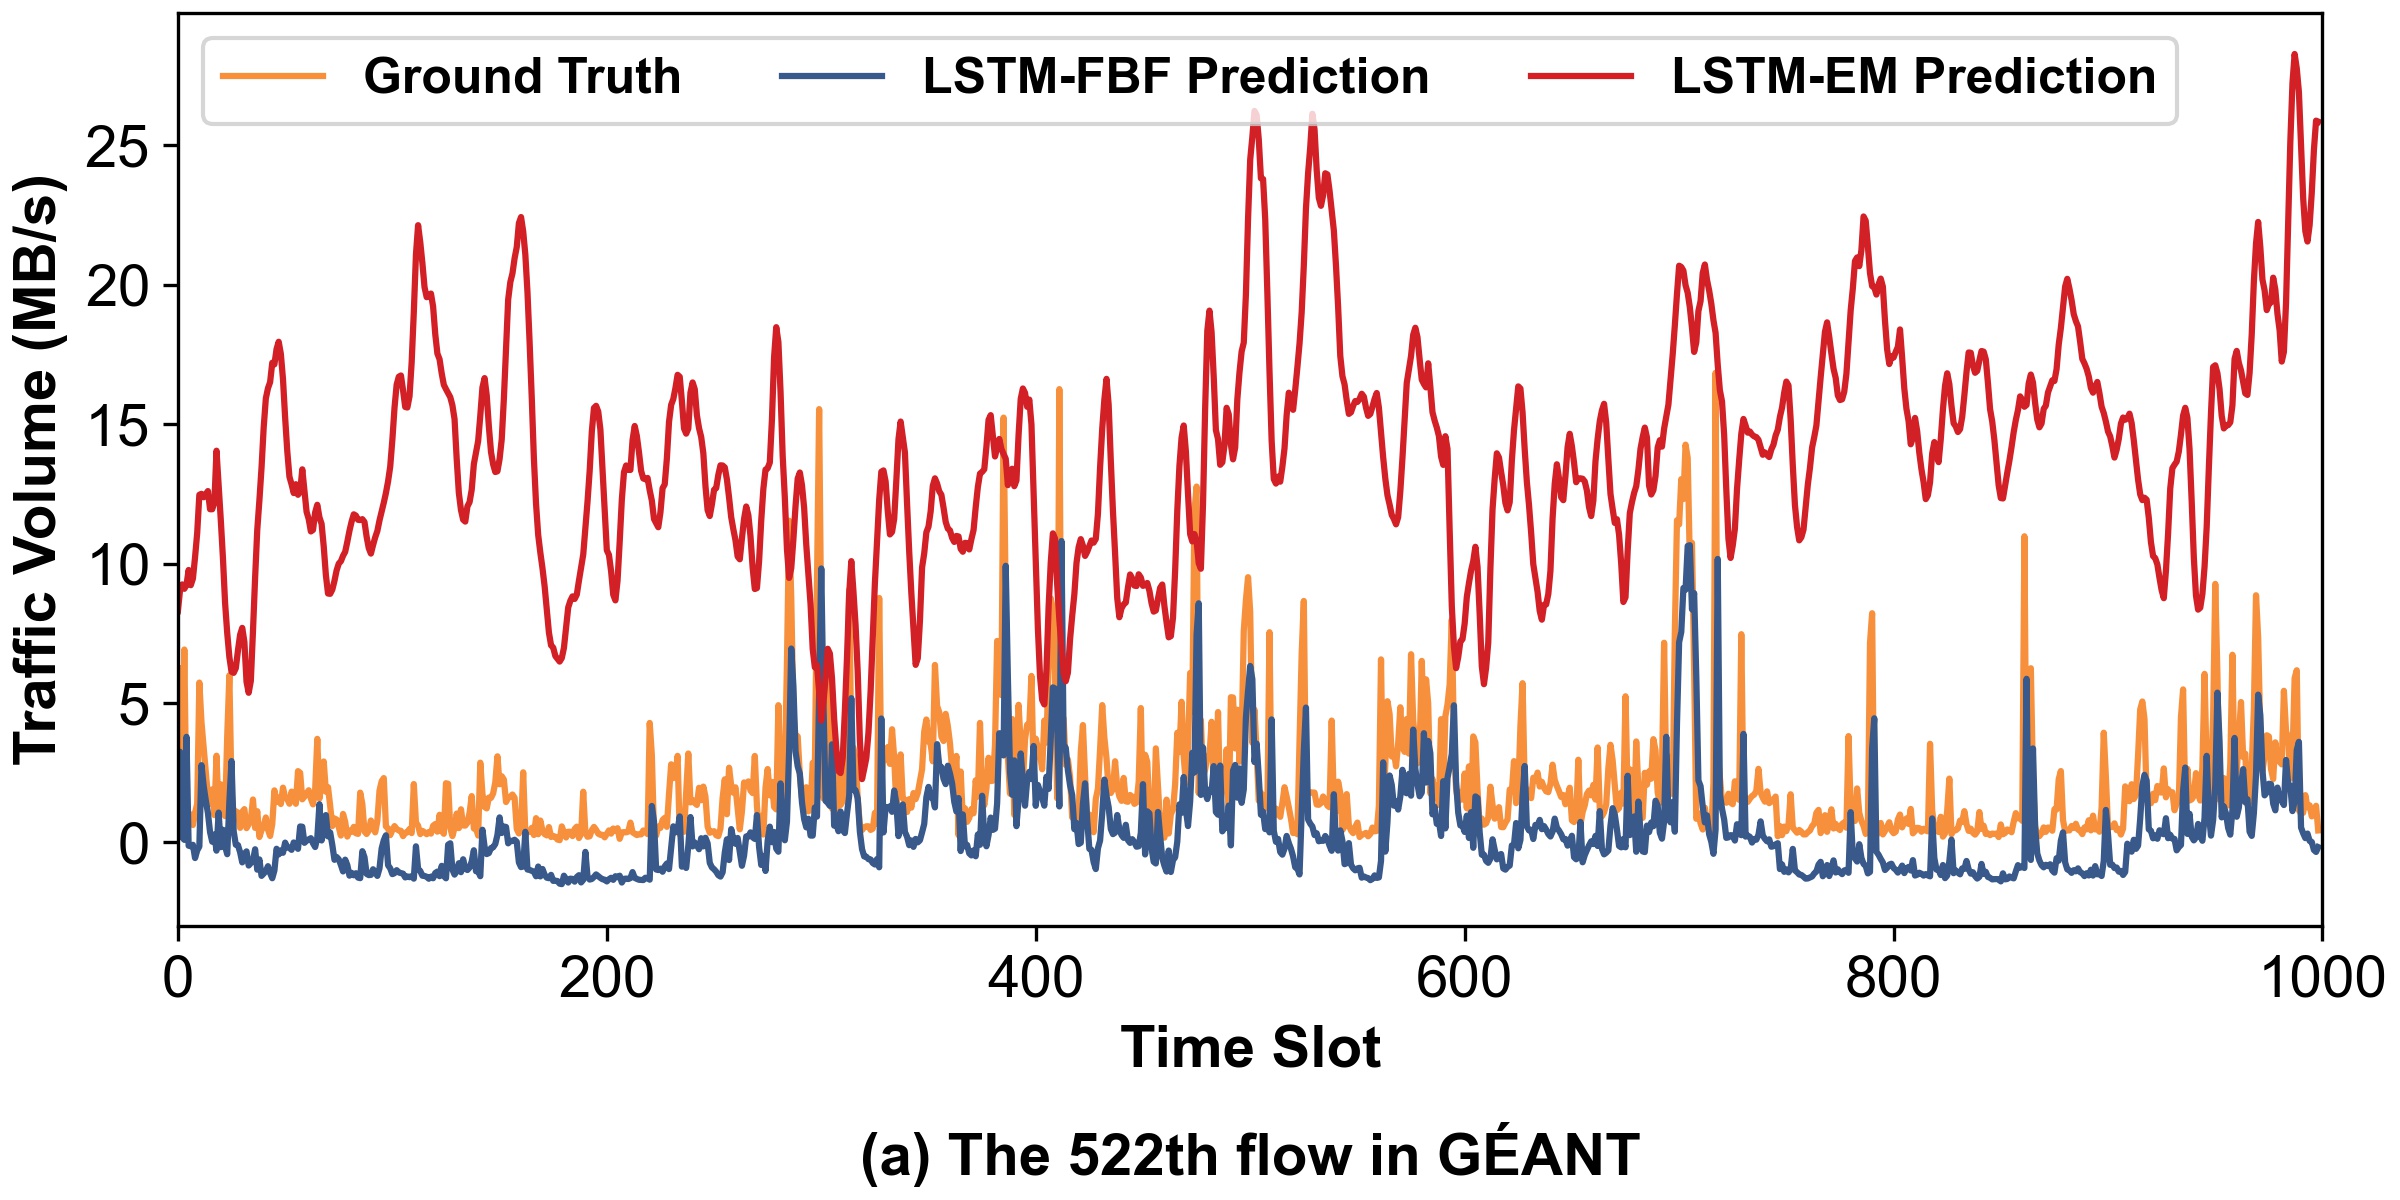 Ground Truth LSTM-FBF Prediction LSTM-EM Prediction
Traffic Volume (MB/s)
25
20
15
10
5
0
0 200 400 600 800 1000
Time Slot
(a) The 522th flow in GÉANT